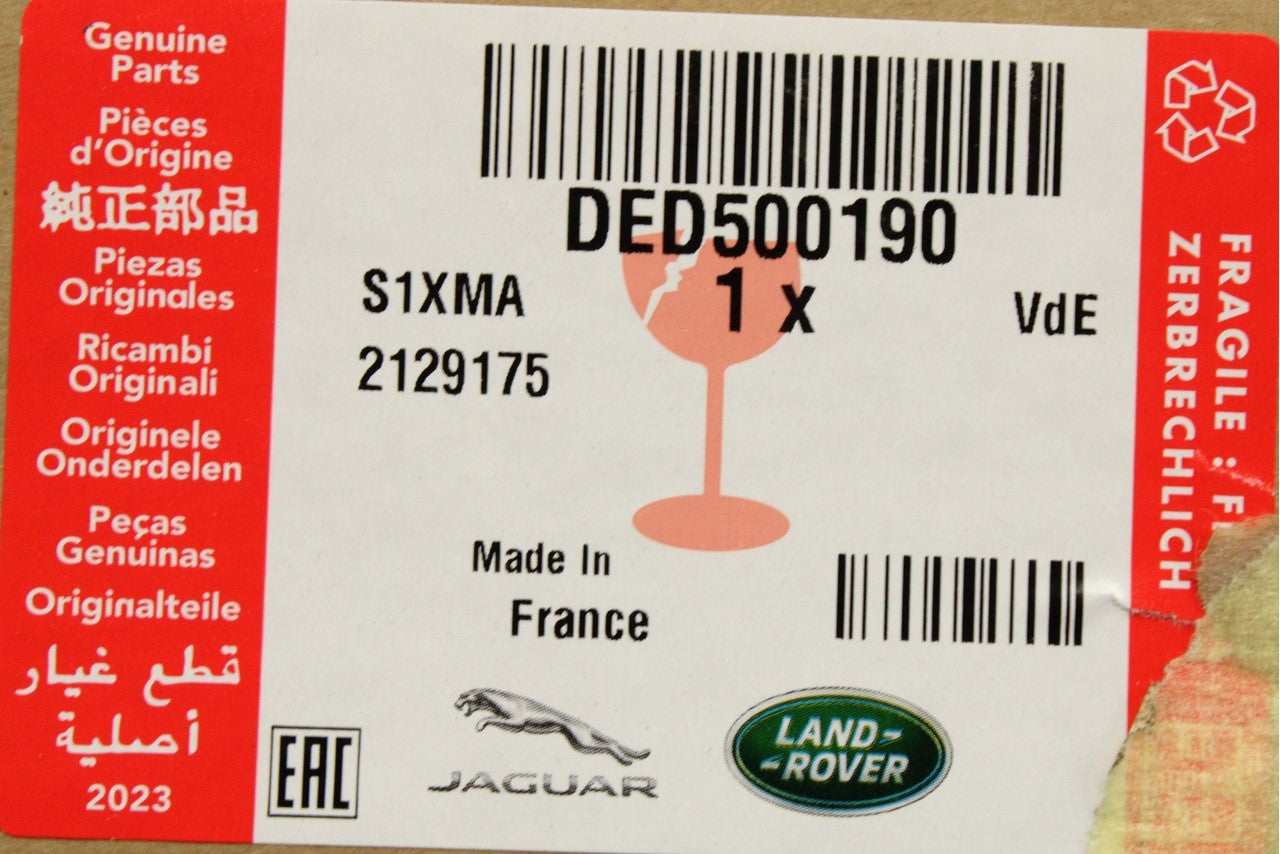 Genuine
Parts
Pièces
d'Origine
純正部品
Piezas
Originales
Ricambi
Originali
Originele
Onderdelen
Peças
Genuinas
Originalteile
قطع غيار
أصلية
2023
DED500190
1 x
S1XMA
VdE
2129175
Made In
France
EAC
JAGUAR
LAND-
-ROVER
FRAGILE :
ZERBRECHLICH